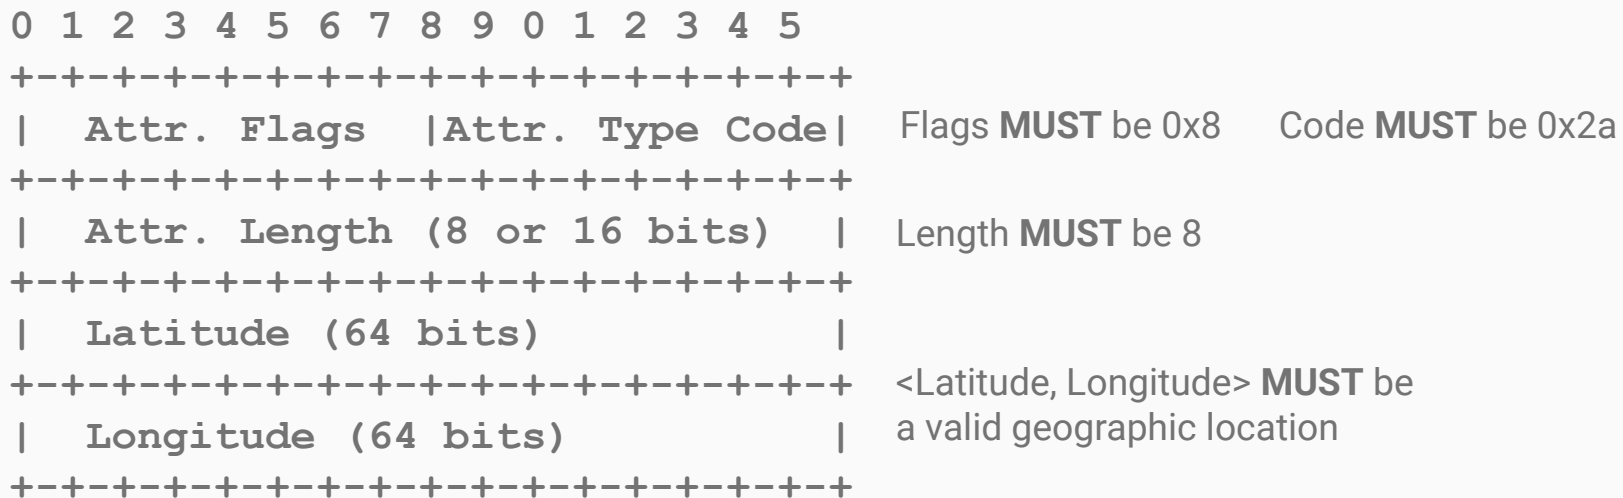 0 1 2 3 4 5 6 7 8 9 0 1 2 3 4 5
+-+-+-+-+-+-+-+-+-+-+-+-+-+-+-+-+
|  Attr. Flags  |Attr. Type Code| Flags MUST be 0x8 Code MUST be 0x2a
+-+-+-+-+-+-+-+-+-+-+-+-+-+-+-+-+
|  Attr. Length (8 or 16 bits)  | Length MUST be 8
+-+-+-+-+-+-+-+-+-+-+-+-+-+-+-+-+
|  Latitude (64 bits)           |
+-+-+-+-+-+-+-+-+-+-+-+-+-+-+-+-+ <Latitude, Longitude> MUST be
|  Longitude (64 bits)          | a valid geographic location
+-+-+-+-+-+-+-+-+-+-+-+-+-+-+-+-+